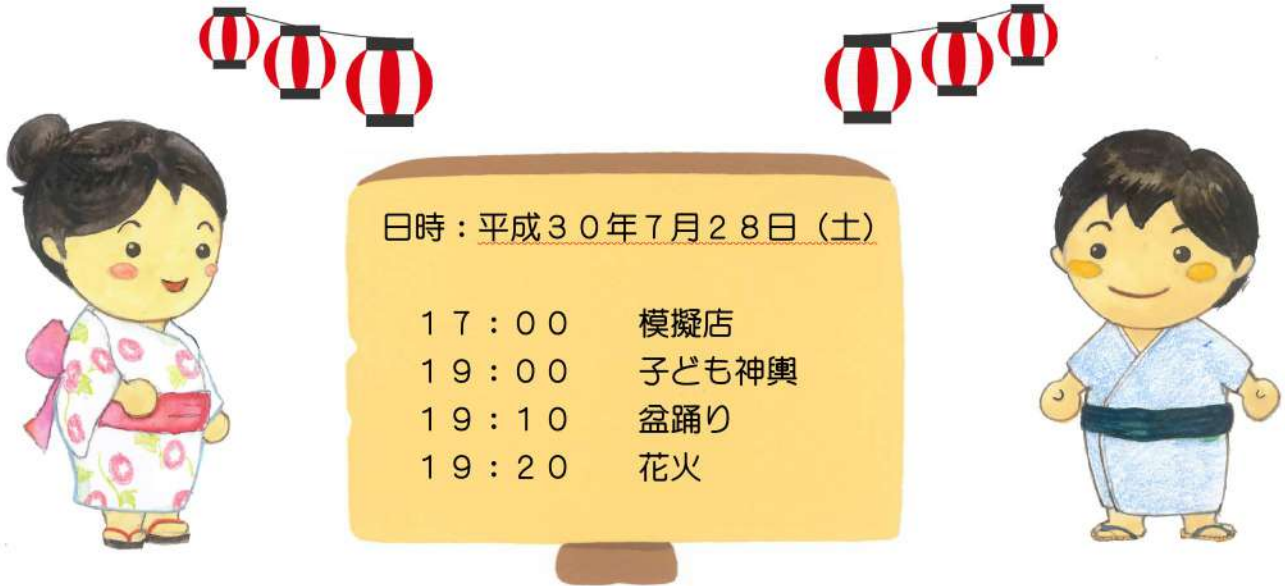 日時：平成３０年７月２８日（土）
１７：００　　模擬店
１９：００　　子ども神輿
１９：１０　　盆踊り
１９：２０　　花火